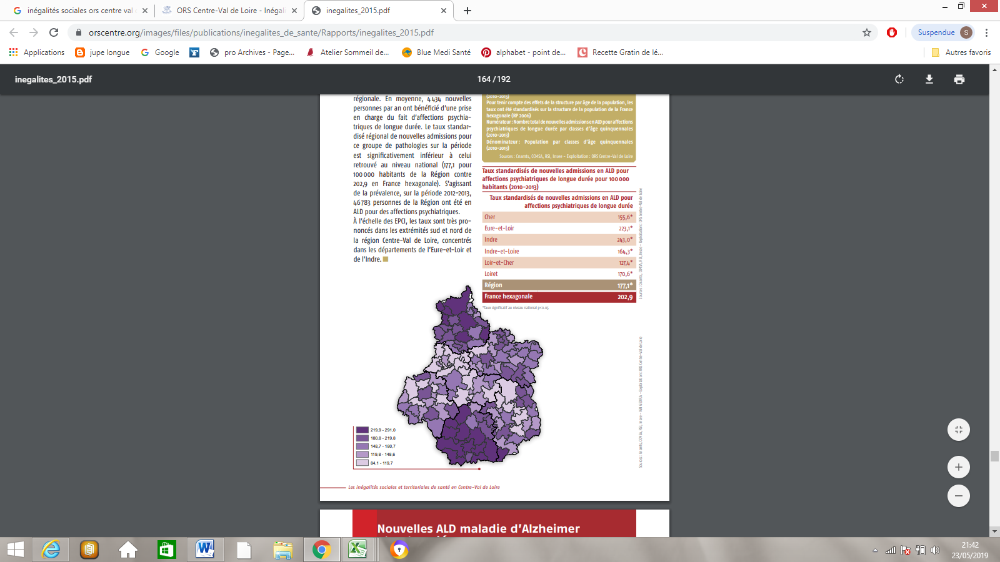 inégalités sociales ors centre val
ORS Centre-Val de Loire - Inégali
inegalites_2015.pdf
orscentre.org/images/files/publications/inegalites_de_sante/Rapports/inegalites_2015.pdf
Suspendue
S
Applications
jupe longue
Google
pro Archives - Page...
Atelier Sommeil de...
Blue Medi Santé
alphabet - point de...
Recette Gratin de lé...
Autres favoris
inegalites_2015.pdf
164 / 192
régionale. En moyenne, 4 434 nouvelles
personnes par an ont bénéficié d'une prise
en charge du fait d'affections psychia-
triques de longue durée. Le taux standar-
disé régional de nouvelles admissions pour
ce groupe de pathologies sur la période
est significativement inférieur à celui
retrouvé au niveau national (177,1 pour
100 000 habitants de la Région contre
202,9 en France hexagonale). S'agissant
de la prévalence, sur la période 2012-2013,
46 783 personnes de la Région ont été en
ALD pour des affections psychiatriques.
À l'échelle des EPCI, les taux sont très pro-
noncés dans les extrémités sud et nord de
la région Centre-Val de Loire, concentrés
dans les départements de l'Eure-et-Loir et
de l'Indre.
(2010-2013)
Pour tenir compte des effets de la structure par âge de la population, les
taux ont été standardisés sur la structure de la population de la France
hexagonale (RP 2006)
Numérateur : Nombre total de nouvelles admissions en ALD pour affections
psychiatriques de longue durée par classes d'âge quinquennales
(2010-2013)
Dénominateur : Population par classes d'âge quinquennales
(2010-2013)
Sources : Cnamts, CCMSA, RSI, Insee – Exploitation : ORS Centre-Val de Loire
Taux standardisés de nouvelles admissions en ALD pour
affections psychiatriques de longue durée pour 100 000
habitants (2010-2013)
Taux standardisés de nouvelles admissions en ALD pour
affections psychiatriques de longue durée
Cher 155,6*
Eure-et-Loir 223,1*
Indre 243,0*
Indre-et-Loire 164,3*
Loir-et-Cher 127,4*
Loiret 170,6*
Région 177,1*
France hexagonale 202,9
*Taux significatif au niveau national p<0.05
Sources : Cnamts, CCMSA, RSI, Insee - Exploitation : ORS Centre-Val de Loire
219,9 - 291,0
180,8 - 219,8
148,7 - 180,7
119,8 - 148,6
84,1 - 119,7
Sources : Cnamts, CCMSA, RSI, Insee - IGN GEOFLA - Exploitation : ORS Centre-Val de Loire
Les inégalités sociales et territoriales de santé en Centre-Val de Loire
Nouvelles ALD maladie d'Alzheimer
21:42
23/05/2019